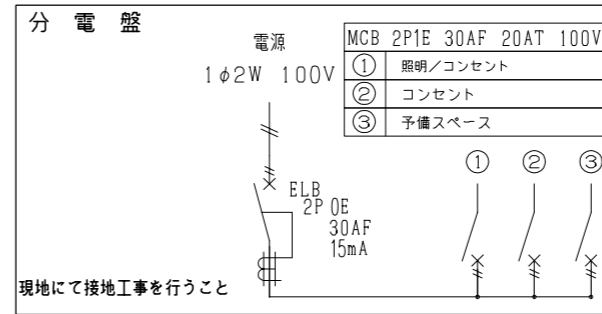 分電盤
電源
1φ2W 100V
MCB 2P1E 30AF 20AT 100V
① 照明/コンセント
② コンセント
③ 予備スペース
① ② ③
ELB
2P 0E
30AF
15mA
現地にて接地工事を行うこと